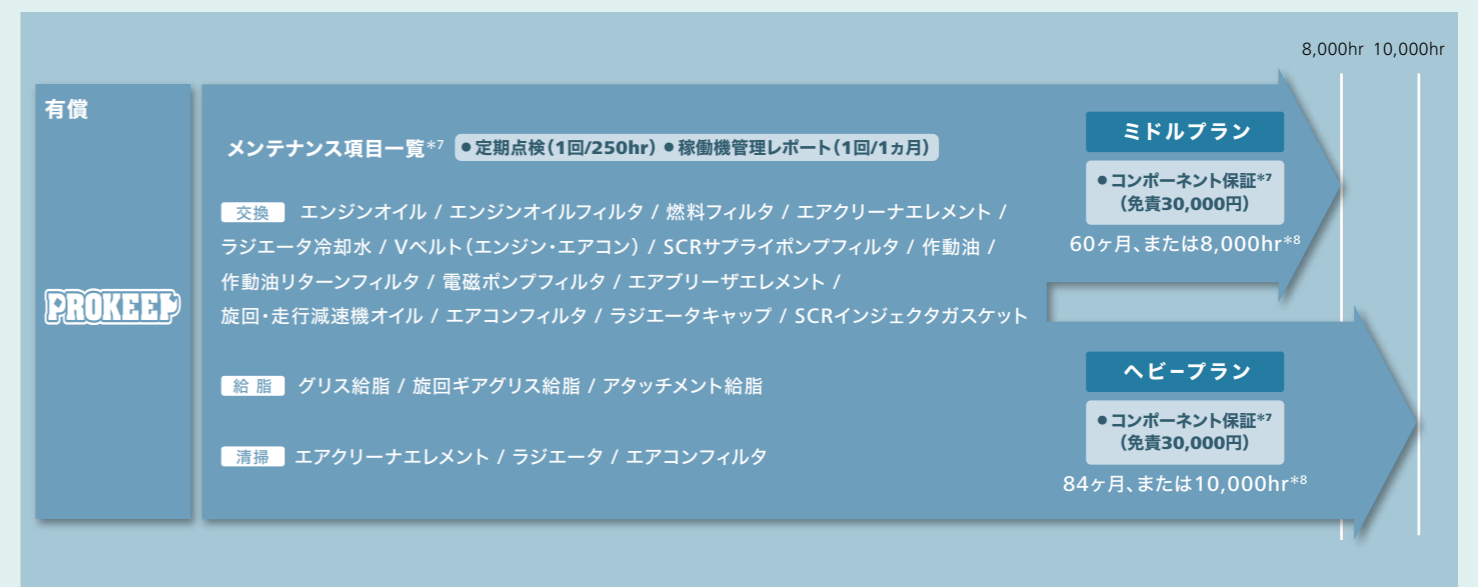 8,000hr 10,000hr
有償
PROKEEP
メンテナンス項目一覧*7 ●定期点検(1回/250hr) ●稼働機管理レポート(1回/1ヵ月)
交換 エンジンオイル / エンジンオイルフィルタ / 燃料フィルタ / エアクリーナエレメント /
ラジエータ冷却水 / Vベルト(エンジン・エアコン) / SCRサプライポンプフィルタ / 作動油 /
作動油リターンフィルタ / 電磁ポンプフィルタ / エアブリーザエレメント /
旋回・走行減速機オイル / エアコンフィルタ / ラジエータキャップ / SCRインジェクタガスケット
給脂 グリス給脂 / 旋回ギアグリス給脂 / アタッチメント給脂
清掃 エアクリーナエレメント / ラジエータ / エアコンフィルタ
ミドルプラン
●コンポーネント保証*7
(免責30,000円)
60ヶ月、または8,000hr*8
ヘビープラン
●コンポーネント保証*7
(免責30,000円)
84ヶ月、または10,000hr*8